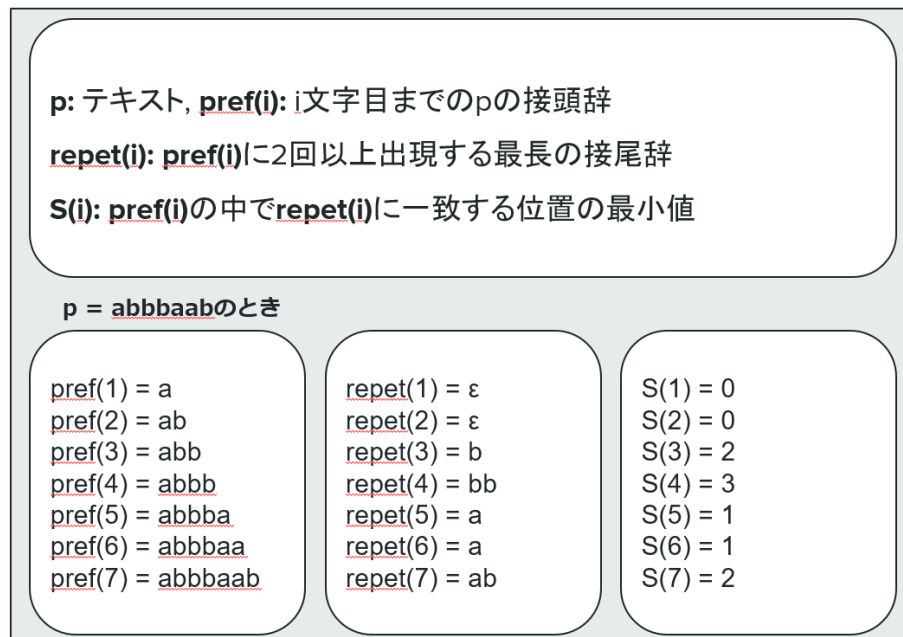 p: テキスト, pref(i): i文字目までのpの接頭辞
repet(i): pref(i)に2回以上出現する最長の接尾辞
S(i): pref(i)の中でrepet(i)に一致する位置の最小値
p = abbbaabのとき
pref(1) = a
pref(2) = ab
pref(3) = abb
pref(4) = abbb
pref(5) = abbba
pref(6) = abbbaa
pref(7) = abbbaab
repet(1) = ε
repet(2) = ε
repet(3) = b
repet(4) = bb
repet(5) = a
repet(6) = a
repet(7) = ab
S(1) = 0
S(2) = 0
S(3) = 2
S(4) = 3
S(5) = 1
S(6) = 1
S(7) = 2